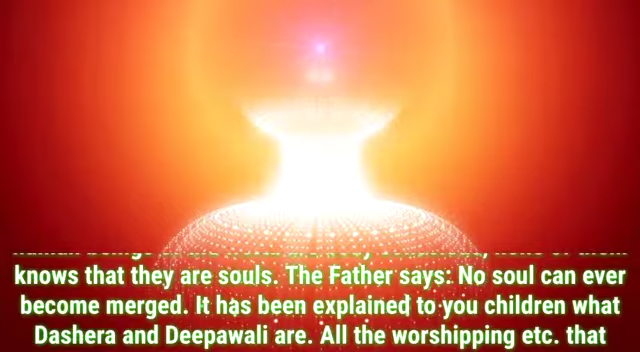 knows that they are souls. The Father says: No soul can ever
become merged. It has been explained to you children what
Dashera and Deepawali are. All the worshipping etc. that